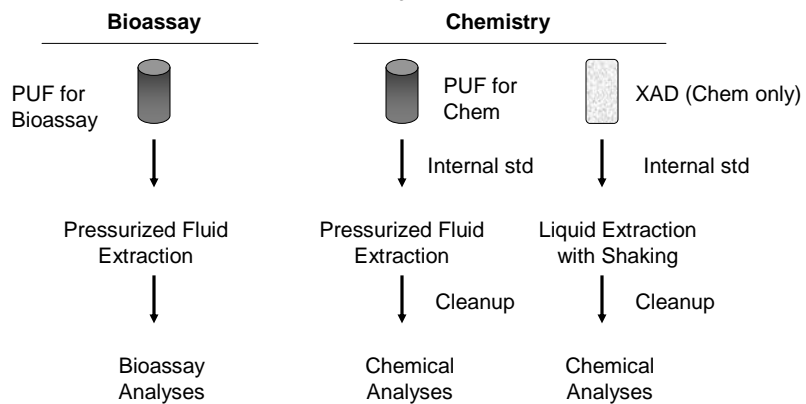 Bioassay
Chemistry
PUF for
Bioassay
PUF for
Chem
XAD (Chem only)
Internal std
Internal std
Pressurized Fluid
Extraction
Pressurized Fluid
Extraction
Liquid Extraction
with Shaking
Cleanup
Cleanup
Bioassay
Analyses
Chemical
Analyses
Chemical
Analyses